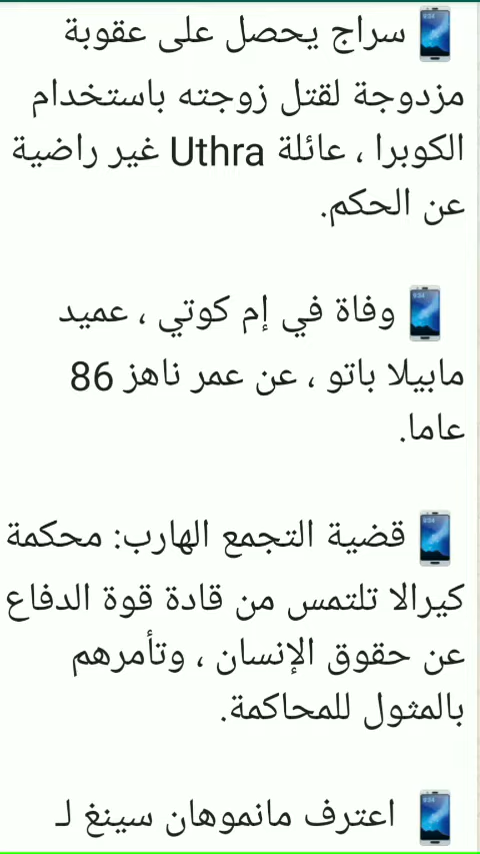 سراج يحصل على عقوبة
مزدوجة لقتل زوجته باستخدام
الكوبرا ، عائلة Uthra غير راضية
عن الحكم.
وفاة في إم كوتي ، عميد
مابيلا باتو ، عن عمر ناهز 86
عاما.
قضية التجمع الهارب: محكمة
كيرالا تلتمس من قادة قوة الدفاع
عن حقوق الإنسان ، وتأمرهم
بالمثول للمحاكمة.
اعترف مانموهان سينغ لـ